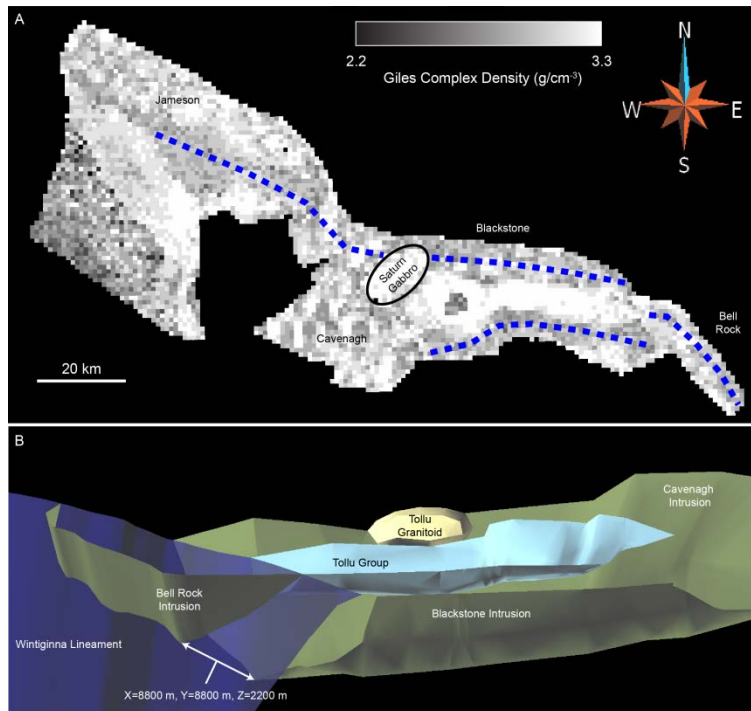 A
2.2
3.3
Giles Complex Density (g/cm⁻³)
N
W
E
S
Jameson
Blackstone
Saturn
Gabbro
Bell
Rock
Cavenagh
20 km
B
Cavenagh
Intrusion
Tollu
Granitoid
Tollu Group
Bell Rock
Intrusion
Blackstone Intrusion
Wintiginna Lineament
X=8800 m, Y=8800 m, Z=2200 m